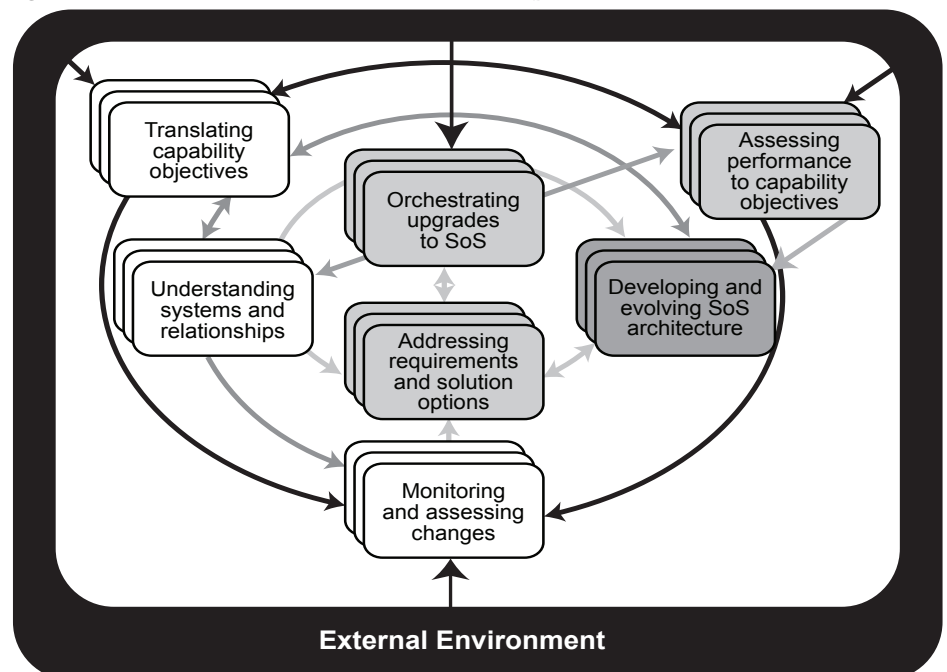 Translating
capability
objectives
Assessing
performance
to capability
objectives
Orchestrating
upgrades
to SoS
Understanding
systems and
relationships
Developing and
evolving SoS
architecture
Addressing
requirements
and solution
options
Monitoring
and assessing
changes
External Environment